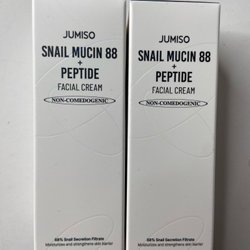 JUMISO
SNAIL MUCIN 88
+
PEPTIDE
FACIAL CREAM
NON-COMEDOGENIC
88% Snail Secretion Filtrate
Moisturizes and strengthens skin barrier
JUMISO
SNAIL MUCIN 88
+
PEPTIDE
FACIAL CREAM
NON-COMEDOGENIC
88% Snail Secretion Filtrate
Moisturizes and strengthens skin barrier